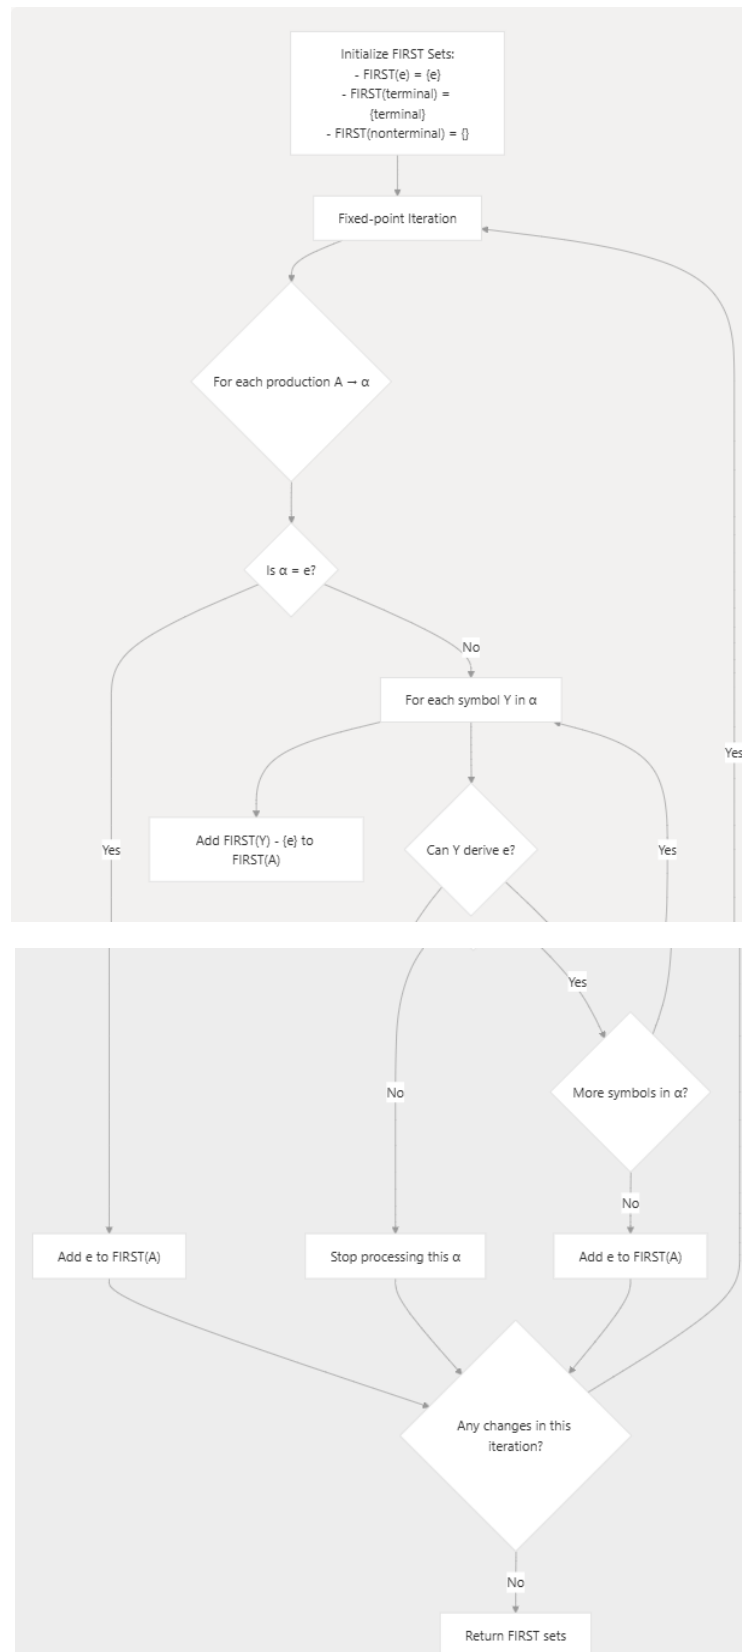 Initialize FIRST Sets:
- FIRST(e) = {e}
- FIRST(terminal) =
{terminal}
- FIRST(nonterminal) = {}
Fixed-point Iteration
For each production A → α
Is α = e?
No
For each symbol Y in α
Yes
Add FIRST(Y) - {e} to
FIRST(A)
Can Y derive e?
Yes
Yes
Yes
No
More symbols in α?
No
Add e to FIRST(A)
Stop processing this α
Add e to FIRST(A)
Any changes in this
iteration?
No
Return FIRST sets